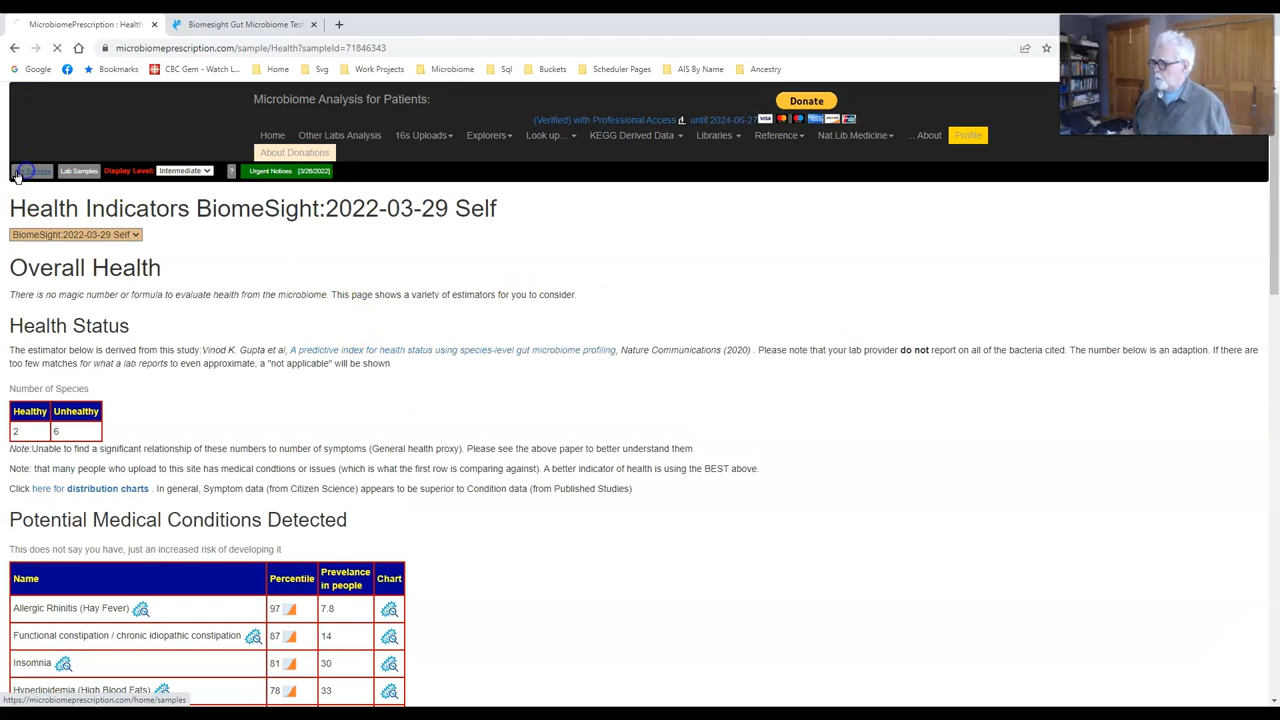 MicrobiomePrescription : Health
Biomesight Gut Microbiome Test
microbiomeprescription.com/sample/Health?sampleId=71846343
Google
Bookmarks
CBC Gem - Watch L...
Home
Svg
Work Projects
Microbiome
Sql
Buckets
Scheduler Pages
AIS By Name
Ancestry
Microbiome Analysis for Patients:
Donate
(Verified) with Professional Access until 2024-06-27
Home Other Labs Analysis 16s Uploads Explorers Look up... KEGG Derived Data Libraries Reference Nat.Lib.Medicine ... About Profile
About Donations
Lab Samples Display Level: Intermediate ? Urgent Notices [3/26/2022]
Health Indicators BiomeSight:2022-03-29 Self
BiomeSight:2022-03-29 Self
Overall Health
There is no magic number or formula to evaluate health from the microbiome. This page shows a variety of estimators for you to consider.
Health Status
The estimator below is derived from this study:Vinod K. Gupta et al, A predictive index for health status using species-level gut microbiome profiling, Nature Communications (2020) . Please note that your lab provider do not report on all of the bacteria cited. The number below is an adaption. If there are
too few matches for what a lab reports to even approximate, a "not applicable" will be shown
Number of Species
Healthy Unhealthy
2 6
Note:Unable to find a significant relationship of these numbers to number of symptoms (General health proxy). Please see the above paper to better understand them
Note: that many people who upload to this site has medical condtions or issues (which is what the first row is comparing against). A better indicator of health is using the BEST above.
Click here for distribution charts . In general, Symptom data (from Citizen Science) appears to be superior to Condition data (from Published Studies)
Potential Medical Conditions Detected
This does not say you have, just an increased risk of developing it
Name Percentile Prevelance in people Chart
Allergic Rhinitis (Hay Fever) 97 7.8
Functional constipation / chronic idiopathic constipation 87 14
Insomnia 81 30
Hyperlipidemia (High Blood Fats) 78 33
https://microbiomeprescription.com/home/samples